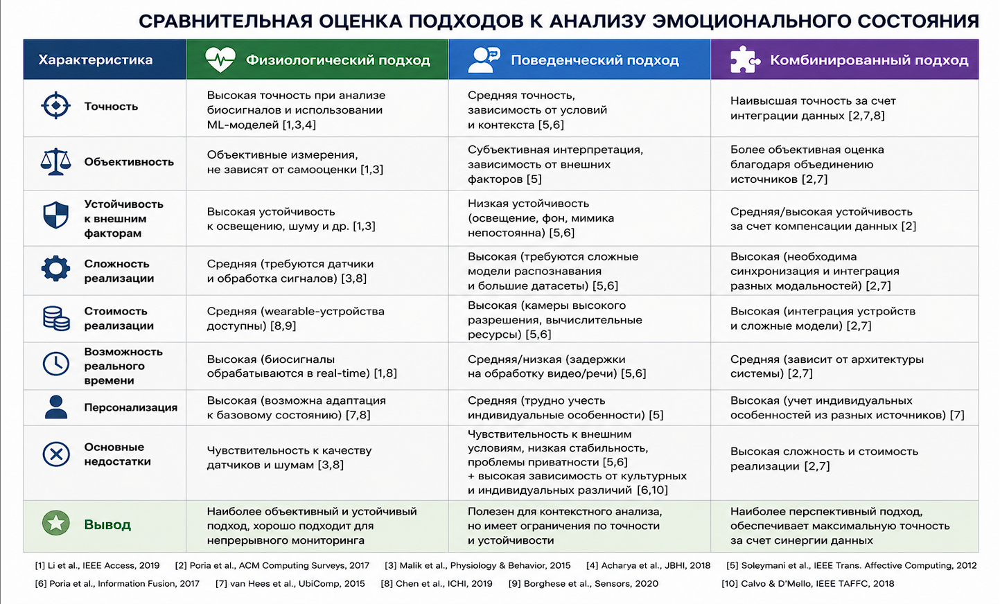 СРАВНИТЕЛЬНАЯ ОЦЕНКА ПОДХОДОВ К АНАЛИЗУ ЭМОЦИОНАЛЬНОГО СОСТОЯНИЯ
Характеристика
Физиологический подход
Поведенческий подход
Комбинированный подход
Точность
Высокая точность при анализе
биосигналов и использовании
ML-моделей [1,3,4]
Средняя точность,
зависимость от условий
и контекста [5,6]
Наивысшая точность за счет
интеграции данных [2,7,8]
Объективность
Объективные измерения,
не зависят от самооценки [1,3]
Субъективная интерпретация,
зависимость от внешних
факторов [5]
Более объективная оценка
благодаря объединению
источников [2,7]
Устойчивость
к внешним
факторам
Высокая устойчивость
к освещению, шуму и др. [1,3]
Низкая устойчивость
(освещение, фон, мимика
непостоянна) [5,6]
Средняя/высокая устойчивость
за счет компенсации данных [2]
Сложность
реализации
Средняя (требуются датчики
и обработка сигналов) [3,8]
Высокая (требуются сложные
модели распознавания
и большие датасеты) [5,6]
Высокая (необходима
синхронизация и интеграция
разных модальностей) [2,7]
Стоимость
реализации
Средняя (wearable-устройства
доступны) [8,9]
Высокая (камеры высокого
разрешения, вычислительные
ресурсы) [5,6]
Высокая (интеграция устройств
и сложные модели) [2,7]
Возможность
реального
времени
Высокая (биосигналы
обрабатываются в real-time) [1,8]
Средняя/низкая (задержки
на обработку видео/речи) [5,6]
Средняя (зависит от архитектуры
системы) [2,7]
Персонализация
Высокая (возможна адаптация
к базовому состоянию) [7,8]
Средняя (трудно учесть
индивидуальные особенности) [5]
Высокая (учет индивидуальных
особенностей из разных источников) [7]
Основные
недостатки
Чувствительность к качеству
датчиков и шумам [3,8]
Чувствительность к внешним
условиям, низкая стабильность,
проблемы приватности [5,6]
+ высокая зависимость от культурных
и индивидуальных различий [6,10]
Высокая сложность и стоимость
реализации [2,7]
Вывод
Наиболее объективный и устойчивый
подход, хорошо подходит для
непрерывного мониторинга
Полезен для контекстного анализа,
но имеет ограничения по точности
и устойчивости
Наиболее перспективный подход,
обеспечивает максимальную точность
за счет синергии данных
[1] Li et al., IEEE Access, 2019 [2] Poria et al., ACM Computing Surveys, 2017 [3] Malik et al., Physiology & Behavior, 2015 [4] Acharya et al., JBHI, 2018 [5] Soleymani et al., IEEE Trans. Affective Computing, 2012
[6] Poria et al., Information Fusion, 2017 [7] van Hees et al., UbiComp, 2015 [8] Chen et al., ICHI, 2019 [9] Borghese et al., Sensors, 2020 [10] Calvo & D'Mello, IEEE TAFFC, 2018